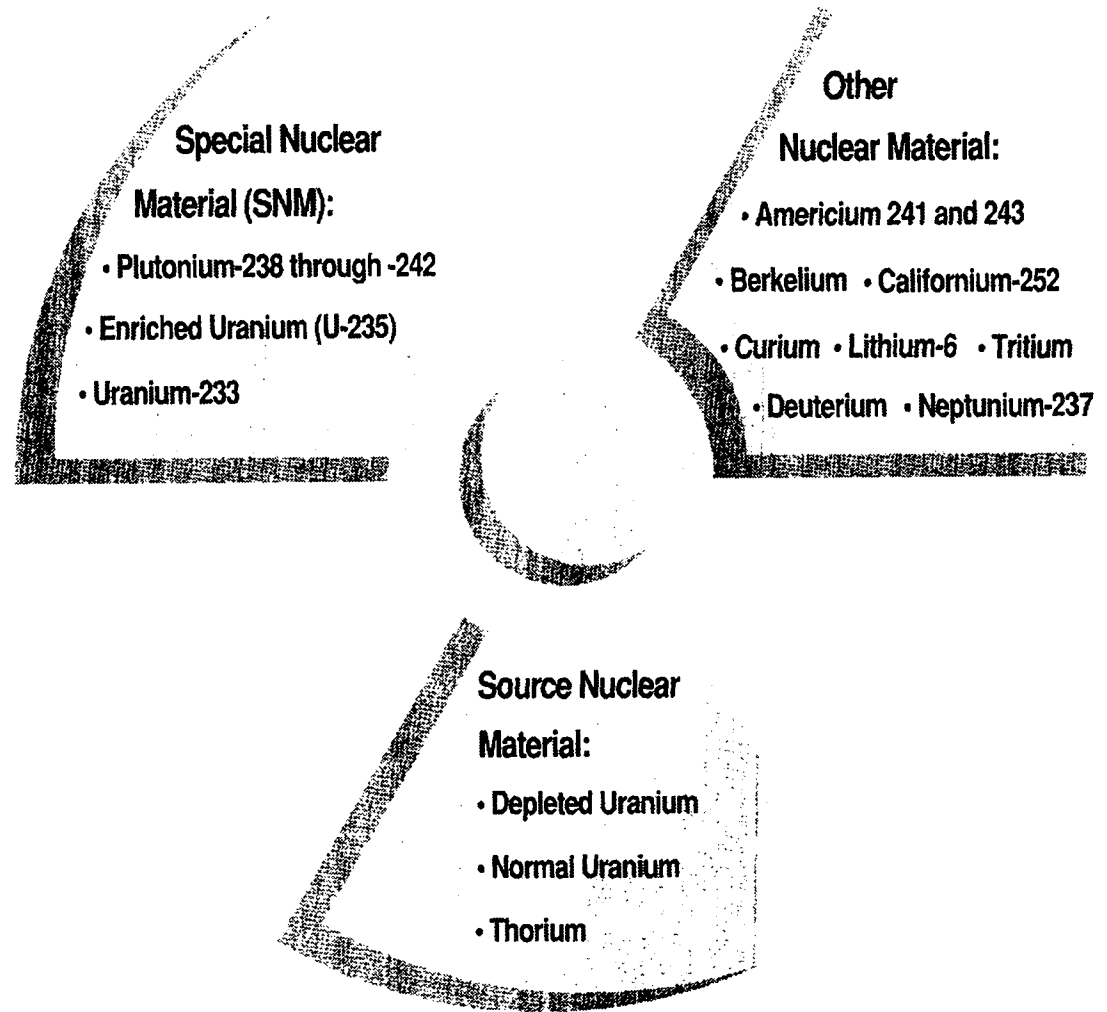 Special Nuclear
Material (SNM):
• Plutonium-238 through -242
• Enriched Uranium (U-235)
• Uranium-233
Other
Nuclear Material:
• Americium 241 and 243
• Berkelium • Californium-252
• Curium • Lithium-6 • Tritium
• Deuterium • Neptunium-237
Source Nuclear
Material:
• Depleted Uranium
• Normal Uranium
• Thorium